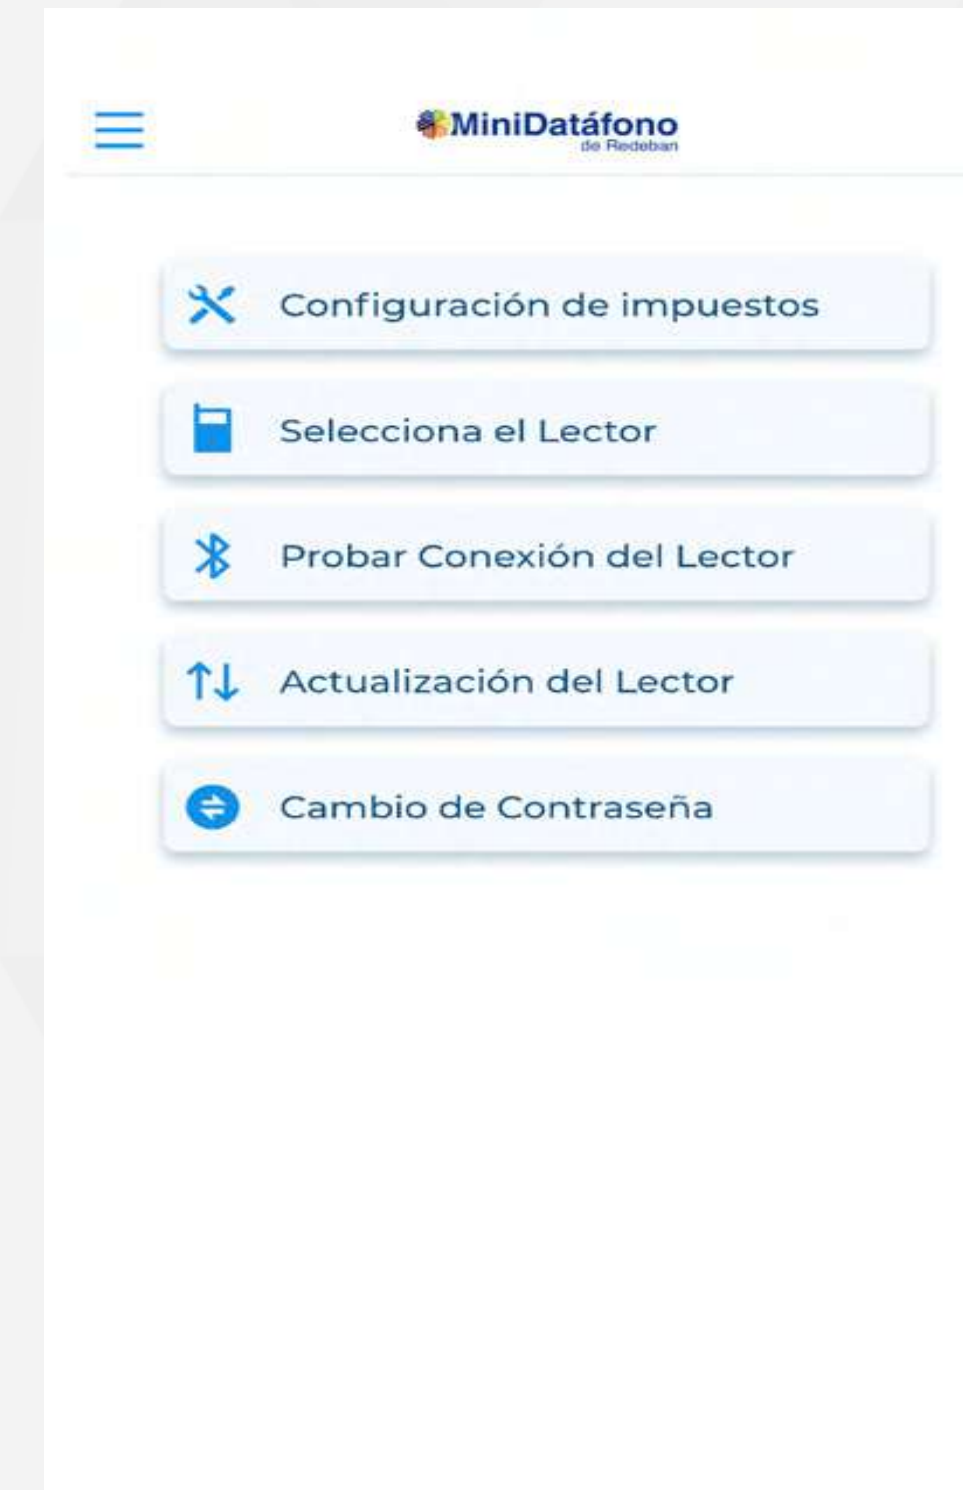 MiniDatáfono
de Redeban
Configuración de impuestos
Selecciona el Lector
Probar Conexión del Lector
Actualización del Lector
Cambio de Contraseña